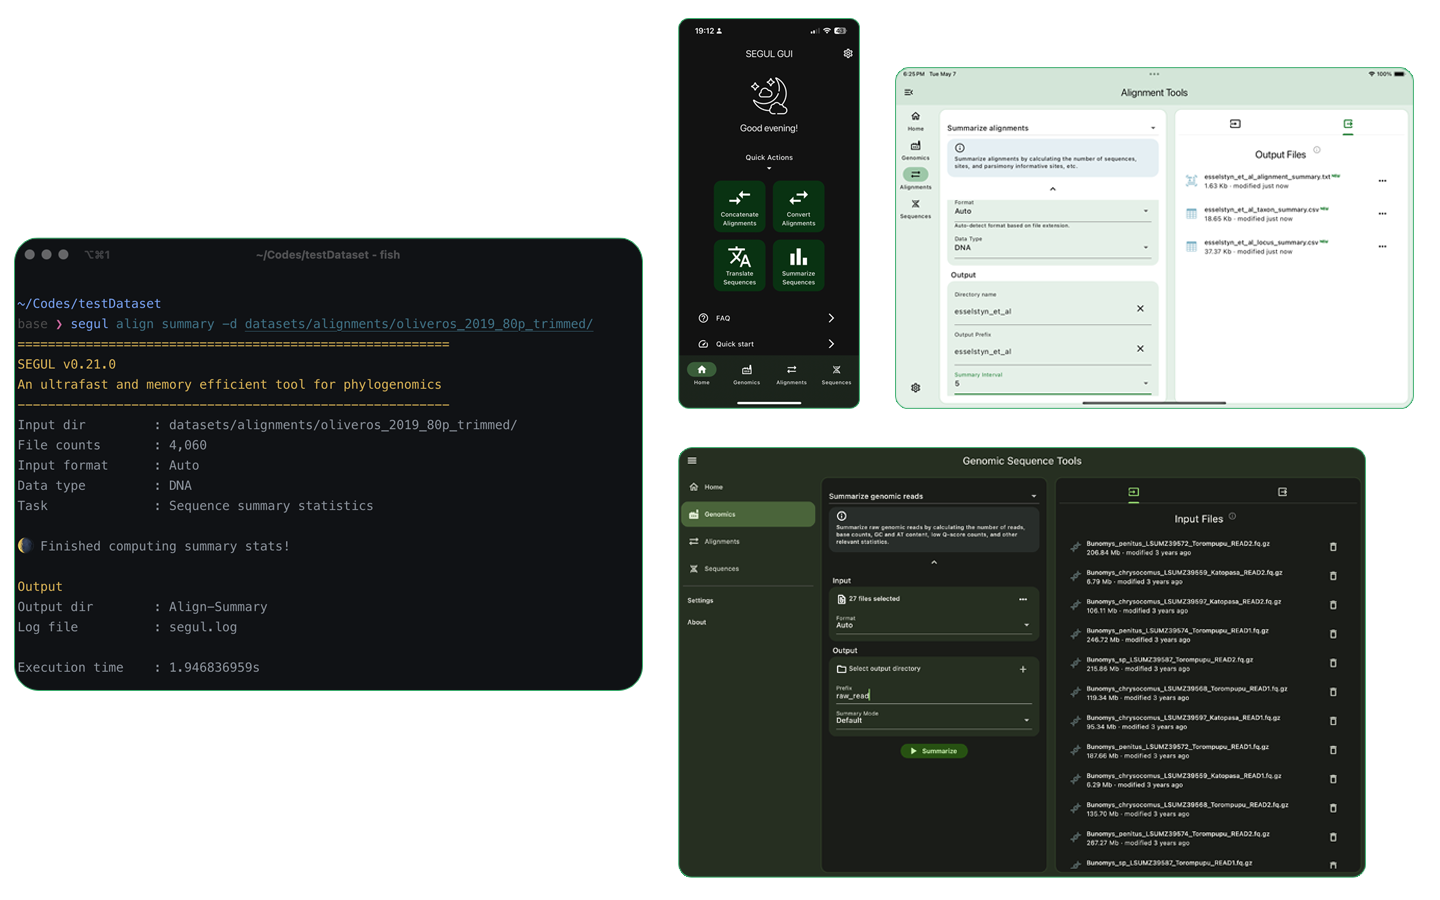 ⌥⌘1
~/Codes/testDataset - fish
~/Codes/testDataset
base ❯ segul align summary -d datasets/alignments/oliveros_2019_80p_trimmed/
=========================================================
SEGUL v0.21.0
An ultrafast and memory efficient tool for phylogenomics
---------------------------------------------------------
Input dir : datasets/alignments/oliveros_2019_80p_trimmed/
File counts : 4,060
Input format : Auto
Data type : DNA
Task : Sequence summary statistics
Finished computing summary stats!
Output
Output dir : Align-Summary
Log file : segul.log
Execution time : 1.946836959s
19:12
SEGUL GUI
Good evening!
Quick Actions
Concatenate
Alignments
Convert
Alignments
Translate
Sequences
Summarize
Sequences
FAQ
Quick start
Home
Genomics
Alignments
Sequences
6:25 PM Tue May 7
100%
Alignment Tools
Home
Genomics
Alignments
Sequences
Summarize alignments
Summarize alignments by calculating the number of sequences,
sites, and parsimony informative sites, etc.
Format
Auto
Auto-detect format based on file extension.
Data Type
DNA
Output
Directory name
esselstyn_et_al
Output Prefix
esselstyn_et_al
Summary Interval
5
Output Files
esselstyn_et_al_alignment_summary.txt
1.63 Kb · modified just now
esselstyn_et_al_taxon_summary.csv
18.65 Kb · modified just now
esselstyn_et_al_locus_summary.csv
37.37 Kb · modified just now
Genomic Sequence Tools
Home
Genomics
Alignments
Sequences
Settings
About
Summarize genomic reads
Summarize raw genomic reads by calculating the number of reads,
base counts, GC and AT content, low Q-score counts, and other
relevant statistics.
Input
27 files selected
Format
Auto
Output
Select output directory
Prefix
raw_read
Summary Mode
Default
Summarize
Input Files
Bunomys_penitus_LSUMZ39572_Torompupu_READ2.fq.gz
206.84 Mb · modified 3 years ago
Bunomys_chrysocomus_LSUMZ39559_Katopasa_READ2.fq.gz
6.79 Mb · modified 3 years ago
Bunomys_chrysocomus_LSUMZ39597_Katopasa_READ2.fq.gz
106.11 Mb · modified 3 years ago
Bunomys_penitus_LSUMZ39574_Torompupu_READ1.fq.gz
246.72 Mb · modified 3 years ago
Bunomys_sp_LSUMZ39587_Torompupu_READ2.fq.gz
215.86 Mb · modified 3 years ago
Bunomys_chrysocomus_LSUMZ39568_Torompupu_READ1.fq.gz
119.34 Mb · modified 3 years ago
Bunomys_chrysocomus_LSUMZ39597_Katopasa_READ1.fq.gz
95.34 Mb · modified 3 years ago
Bunomys_penitus_LSUMZ39572_Torompupu_READ1.fq.gz
187.66 Mb · modified 3 years ago
Bunomys_chrysocomus_LSUMZ39559_Katopasa_READ1.fq.gz
6.29 Mb · modified 3 years ago
Bunomys_chrysocomus_LSUMZ39568_Torompupu_READ2.fq.gz
135.70 Mb · modified 3 years ago
Bunomys_penitus_LSUMZ39574_Torompupu_READ2.fq.gz
267.27 Mb · modified 3 years ago
Bunomys_sp_LSUMZ39587_Torompupu_READ1.fq.gz